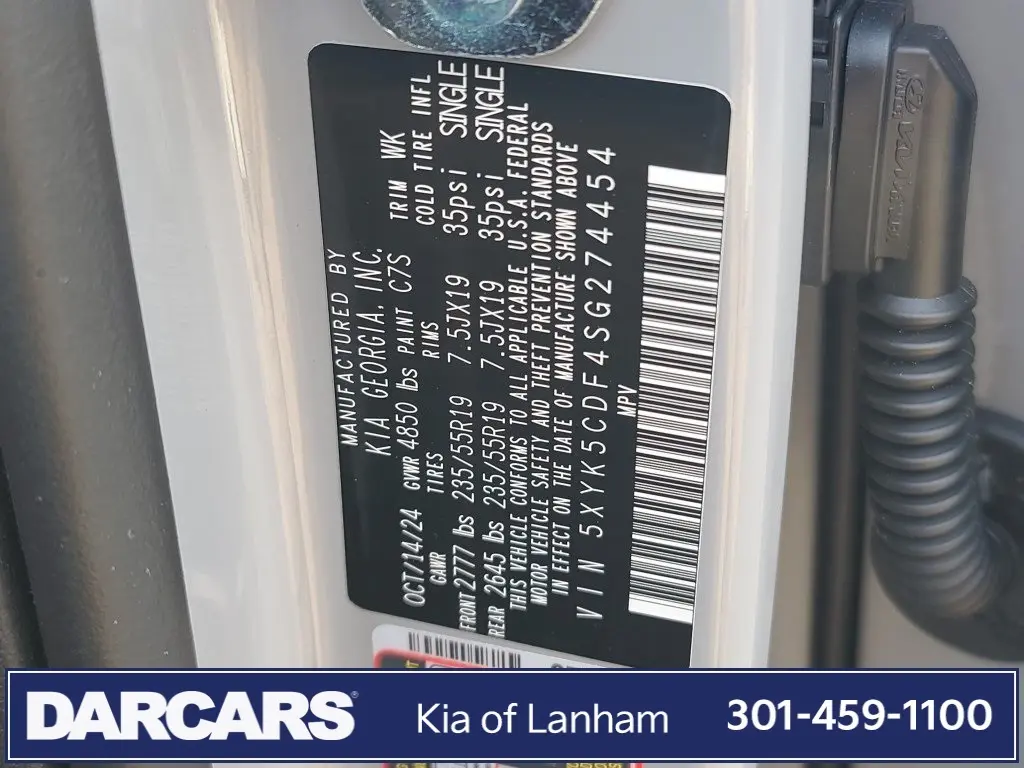 MANUFACTURED BY
KIA GEORGIA, INC.
OCT/14/24 GVWR 4850 lbs PAINT C7S TRIM WK
GAWR TIRES RIMS COLD TIRE INFL
FRONT 2777 lbs 235/55R19 7.5JX19 35psi SINGLE
REAR 2645 lbs 235/55R19 7.5JX19 35psi SINGLE
THIS VEHICLE CONFORMS TO ALL APPLICABLE U.S.A. FEDERAL
MOTOR VEHICLE SAFETY AND THEFT PREVENTION STANDARDS
IN EFFECT ON THE DATE OF MANUFACTURE SHOWN ABOVE
VIN 5XYK5CDF4SG274454
MPV
DARCARS®
Kia of Lanham
301-459-1100